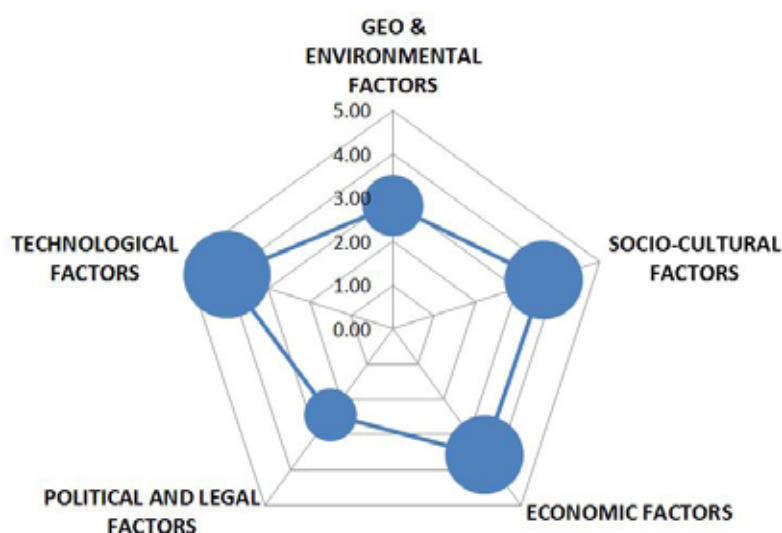 GEO &
ENVIRONMENTAL
FACTORS
5.00
4.00
3.00
2.00
1.00
0.00
TECHNOLOGICAL
FACTORS
SOCIO-CULTURAL
FACTORS
POLITICAL AND LEGAL
FACTORS
ECONOMIC FACTORS